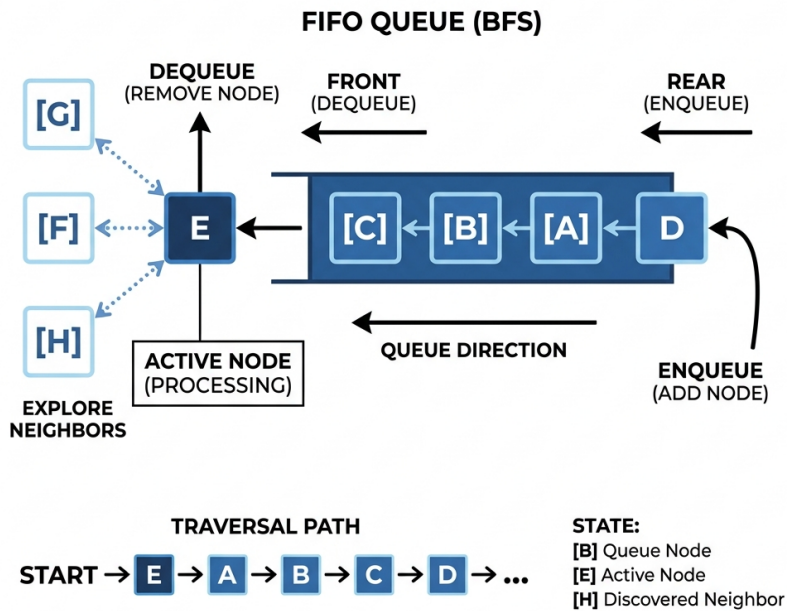 FIFO QUEUE (BFS)
DEQUEUE
(REMOVE NODE)
FRONT
(DEQUEUE)
REAR
(ENQUEUE)
[G]
[F]
[H]
E
[C]
[B]
[A]
D
ACTIVE NODE
(PROCESSING)
QUEUE DIRECTION
ENQUEUE
(ADD NODE)
EXPLORE
NEIGHBORS
TRAVERSAL PATH
START → E → A → B → C → D → ...
STATE:
[B] Queue Node
[E] Active Node
[H] Discovered Neighbor